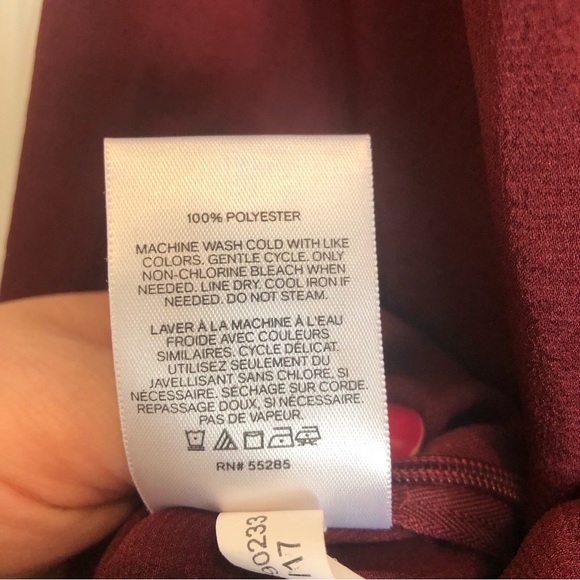 100% POLYESTER
MACHINE WASH COLD WITH LIKE
COLORS. GENTLE CYCLE. ONLY
NON-CHLORINE BLEACH WHEN
NEEDED. LINE DRY. COOL IRON IF
NEEDED. DO NOT STEAM.
LAVER À LA MACHINE À L'EAU
FROIDE AVEC COULEURS
SIMILAIRES. CYCLE DÉLICAT.
UTILISEZ SEULEMENT DU
JAVELLISANT SANS CHLORE, SI
NÉCESSAIRE. SÉCHAGE SUR CORDE.
REPASSAGE DOUX, SI NÉCESSAIRE.
PAS DE VAPEUR.
RN# 55285
90233
17